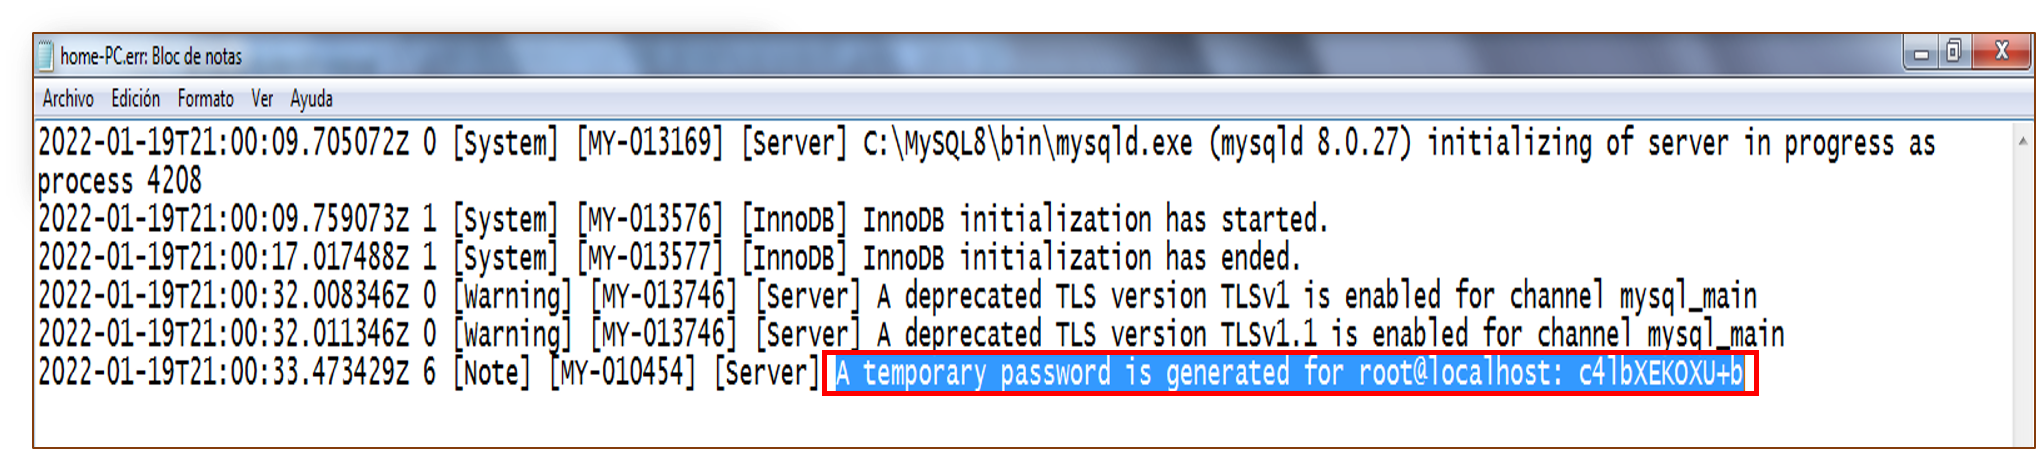 home-PC.err: Bloc de notas
Archivo Edición Formato Ver Ayuda
2022-01-19T21:00:09.705072Z 0 [System] [MY-013169] [Server] C:\MySQL8\bin\mysqld.exe (mysqld 8.0.27) initializing of server in progress as
process 4208
2022-01-19T21:00:09.759073Z 1 [System] [MY-013576] [InnoDB] InnoDB initialization has started.
2022-01-19T21:00:17.017488Z 1 [System] [MY-013577] [InnoDB] InnoDB initialization has ended.
2022-01-19T21:00:32.008346Z 0 [Warning] [MY-013746] [Server] A deprecated TLS version TLSv1 is enabled for channel mysql_main
2022-01-19T21:00:32.011346Z 0 [Warning] [MY-013746] [Server] A deprecated TLS version TLSv1.1 is enabled for channel mysql_main
2022-01-19T21:00:33.473429Z 6 [Note] [MY-010454] [Server] A temporary password is generated for root@localhost: c4lbXEKOXU+b